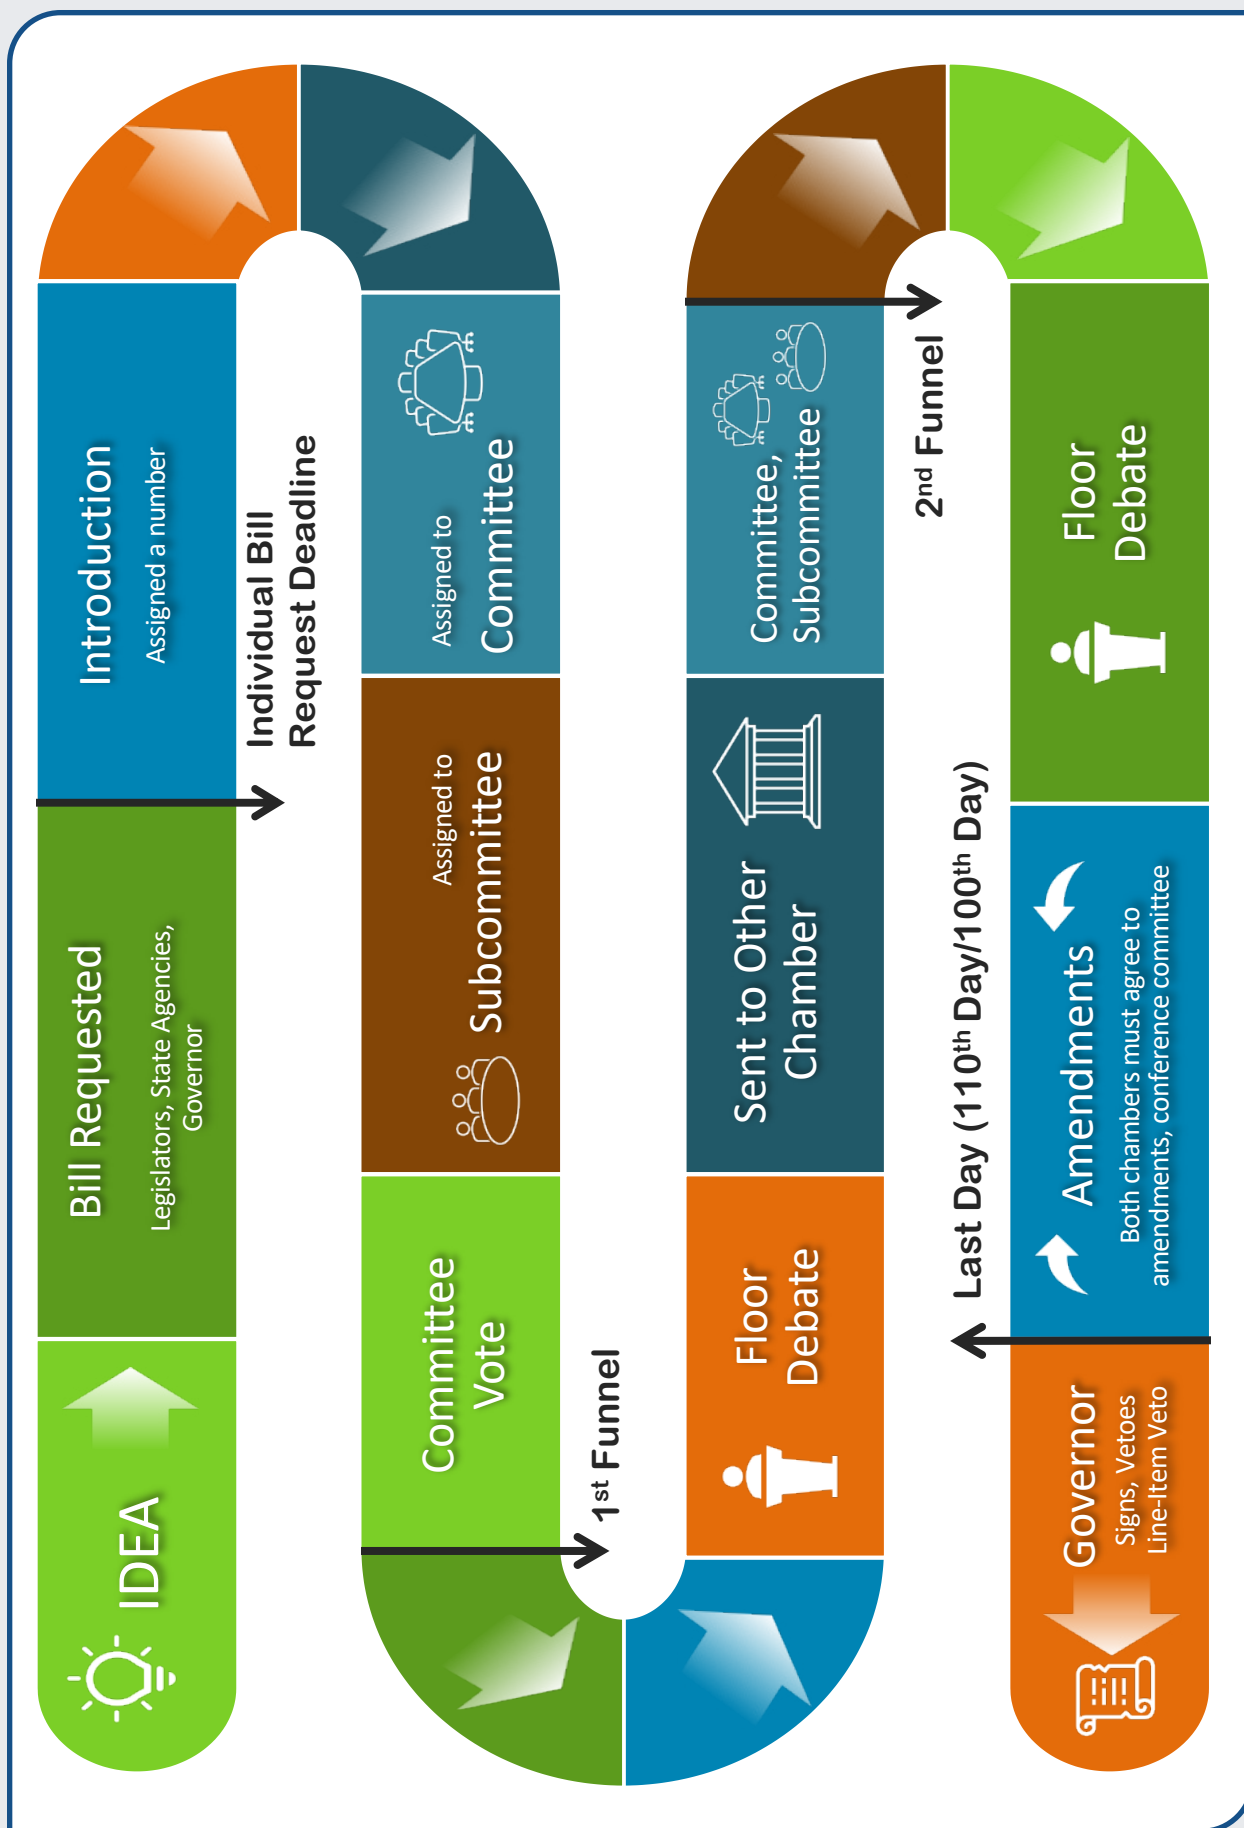 IDEA
Bill Requested
Legislators, State Agencies,
Governor
Individual Bill
Request Deadline
Introduction
Assigned a number
Assigned to
Committee
Assigned to
Subcommittee
Committee
Vote
1st Funnel
Floor
Debate
Sent to Other
Chamber
Committee,
Subcommittee
2nd Funnel
Floor
Debate
Amendments
Both chambers must agree to
amendments, conference committee
Last Day (110th Day/100th Day)
Governor
Signs, Vetoes
Line-Item Veto